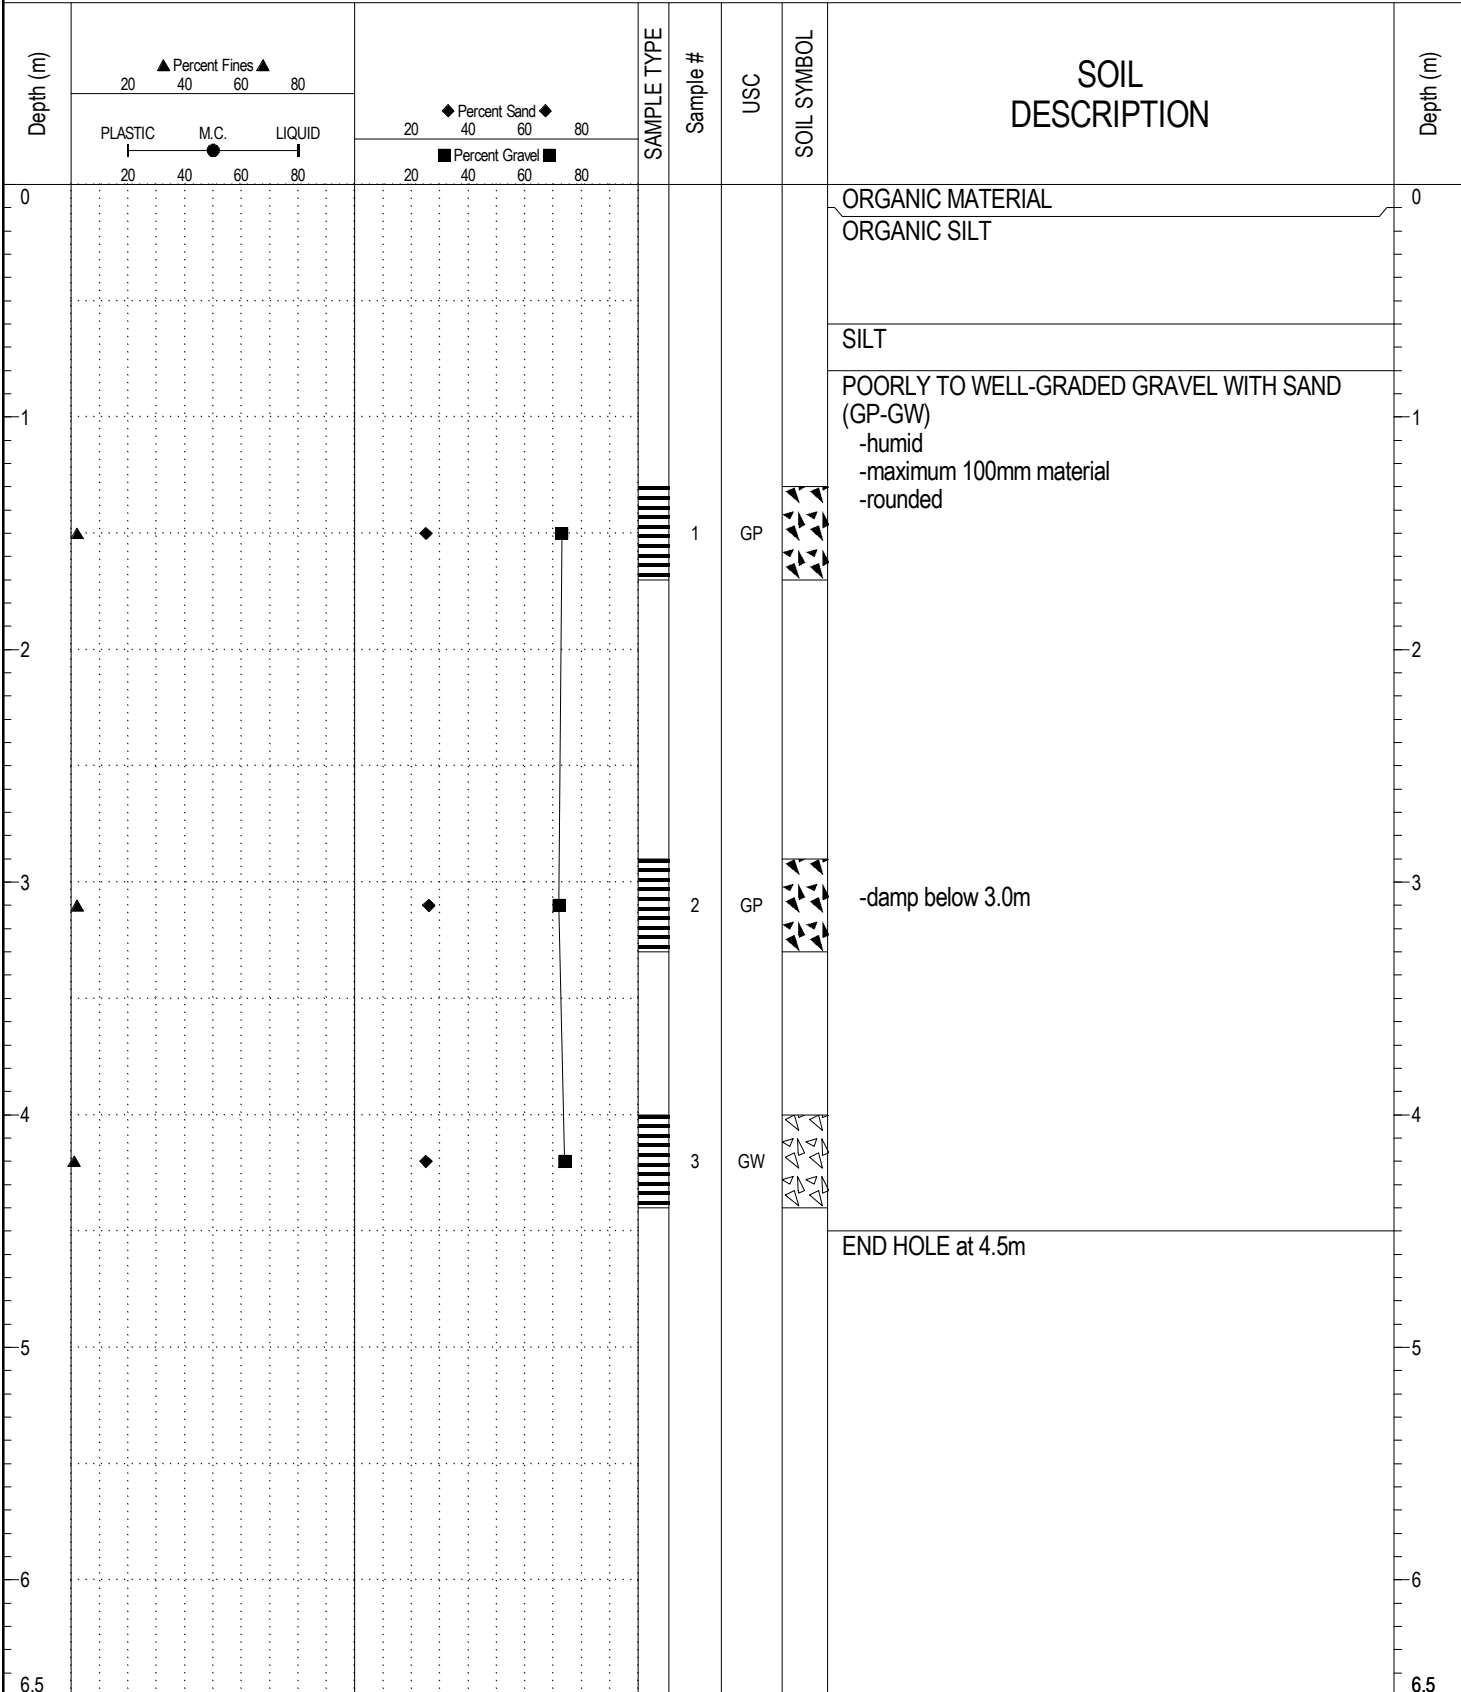 Depth (m)
▲ Percent Fines ▲
20 40 60 80
PLASTIC M.C. LIQUID
20 40 60 80
◆ Percent Sand ◆
20 40 60 80
■ Percent Gravel ■
20 40 60 80
SAMPLE TYPE
Sample #
USC
SOIL SYMBOL
SOIL
DESCRIPTION
Depth (m)
0 ORGANIC MATERIAL 0
ORGANIC SILT
SILT
POORLY TO WELL-GRADED GRAVEL WITH SAND
1 (GP-GW) 1
-humid
-maximum 100mm material
-rounded
1 GP
2 2
3 -damp below 3.0m 3
2 GP
4 4
3 GW
END HOLE at 4.5m
5 5
6 6
6.5 6.5